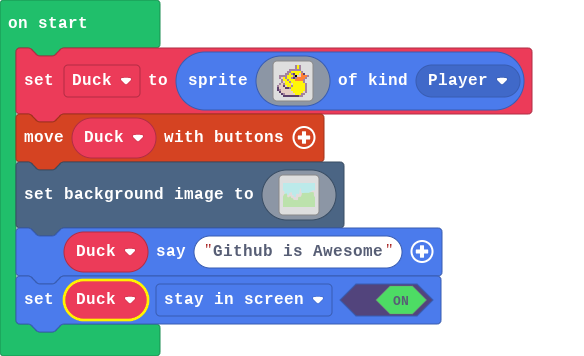 on start
set Duck to sprite of kind Player
move Duck with buttons
set background image to
Duck say "Github is Awesome"
set Duck stay in screen ON